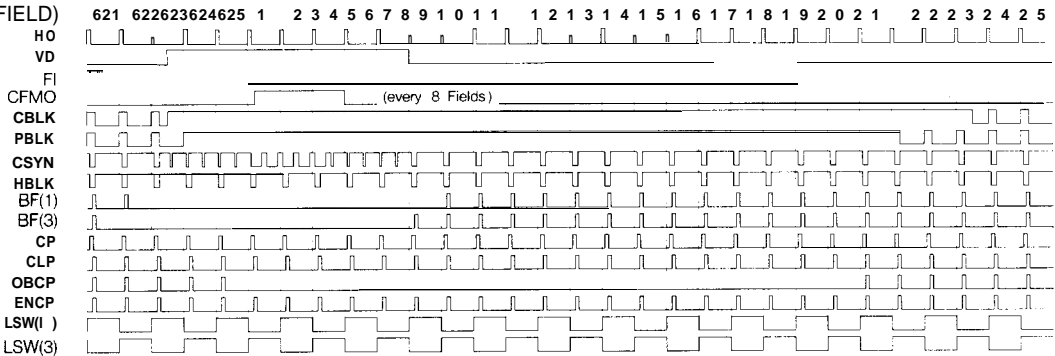 FIELD) 621 622623624625 1 2 3 4 5 6 7 8 9 1 0 1 1 1 2 1 3 1 4 1 5 1 6 1 7 1 8 1 9 2 0 2 1 2 2 2 3 2 4 2 5
HO
VD
FI
CFMO (every 8 Fields)
CBLK
PBLK
CSYN
HBLK
BF(1)
BF(3)
CP
CLP
OBCP
ENCP
LSW(I )
LSW(3)